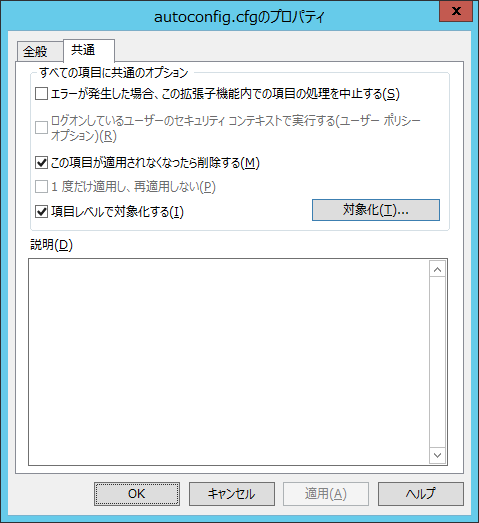 autoconfig.cfgのプロパティ
x
全般 共通
すべての項目に共通のオプション
エラーが発生した場合、この拡張子機能内での項目の処理を中止する(S)
ログオンしているユーザーのセキュリティ コンテキストで実行する(ユーザー ポリシー
オプション)(R)
この項目が適用されなくなったら削除する(M)
1 度だけ適用し、再適用しない(P)
項目レベルで対象化する(I) 対象化(T)...
説明(D)
OK キャンセル 適用(A) ヘルプ